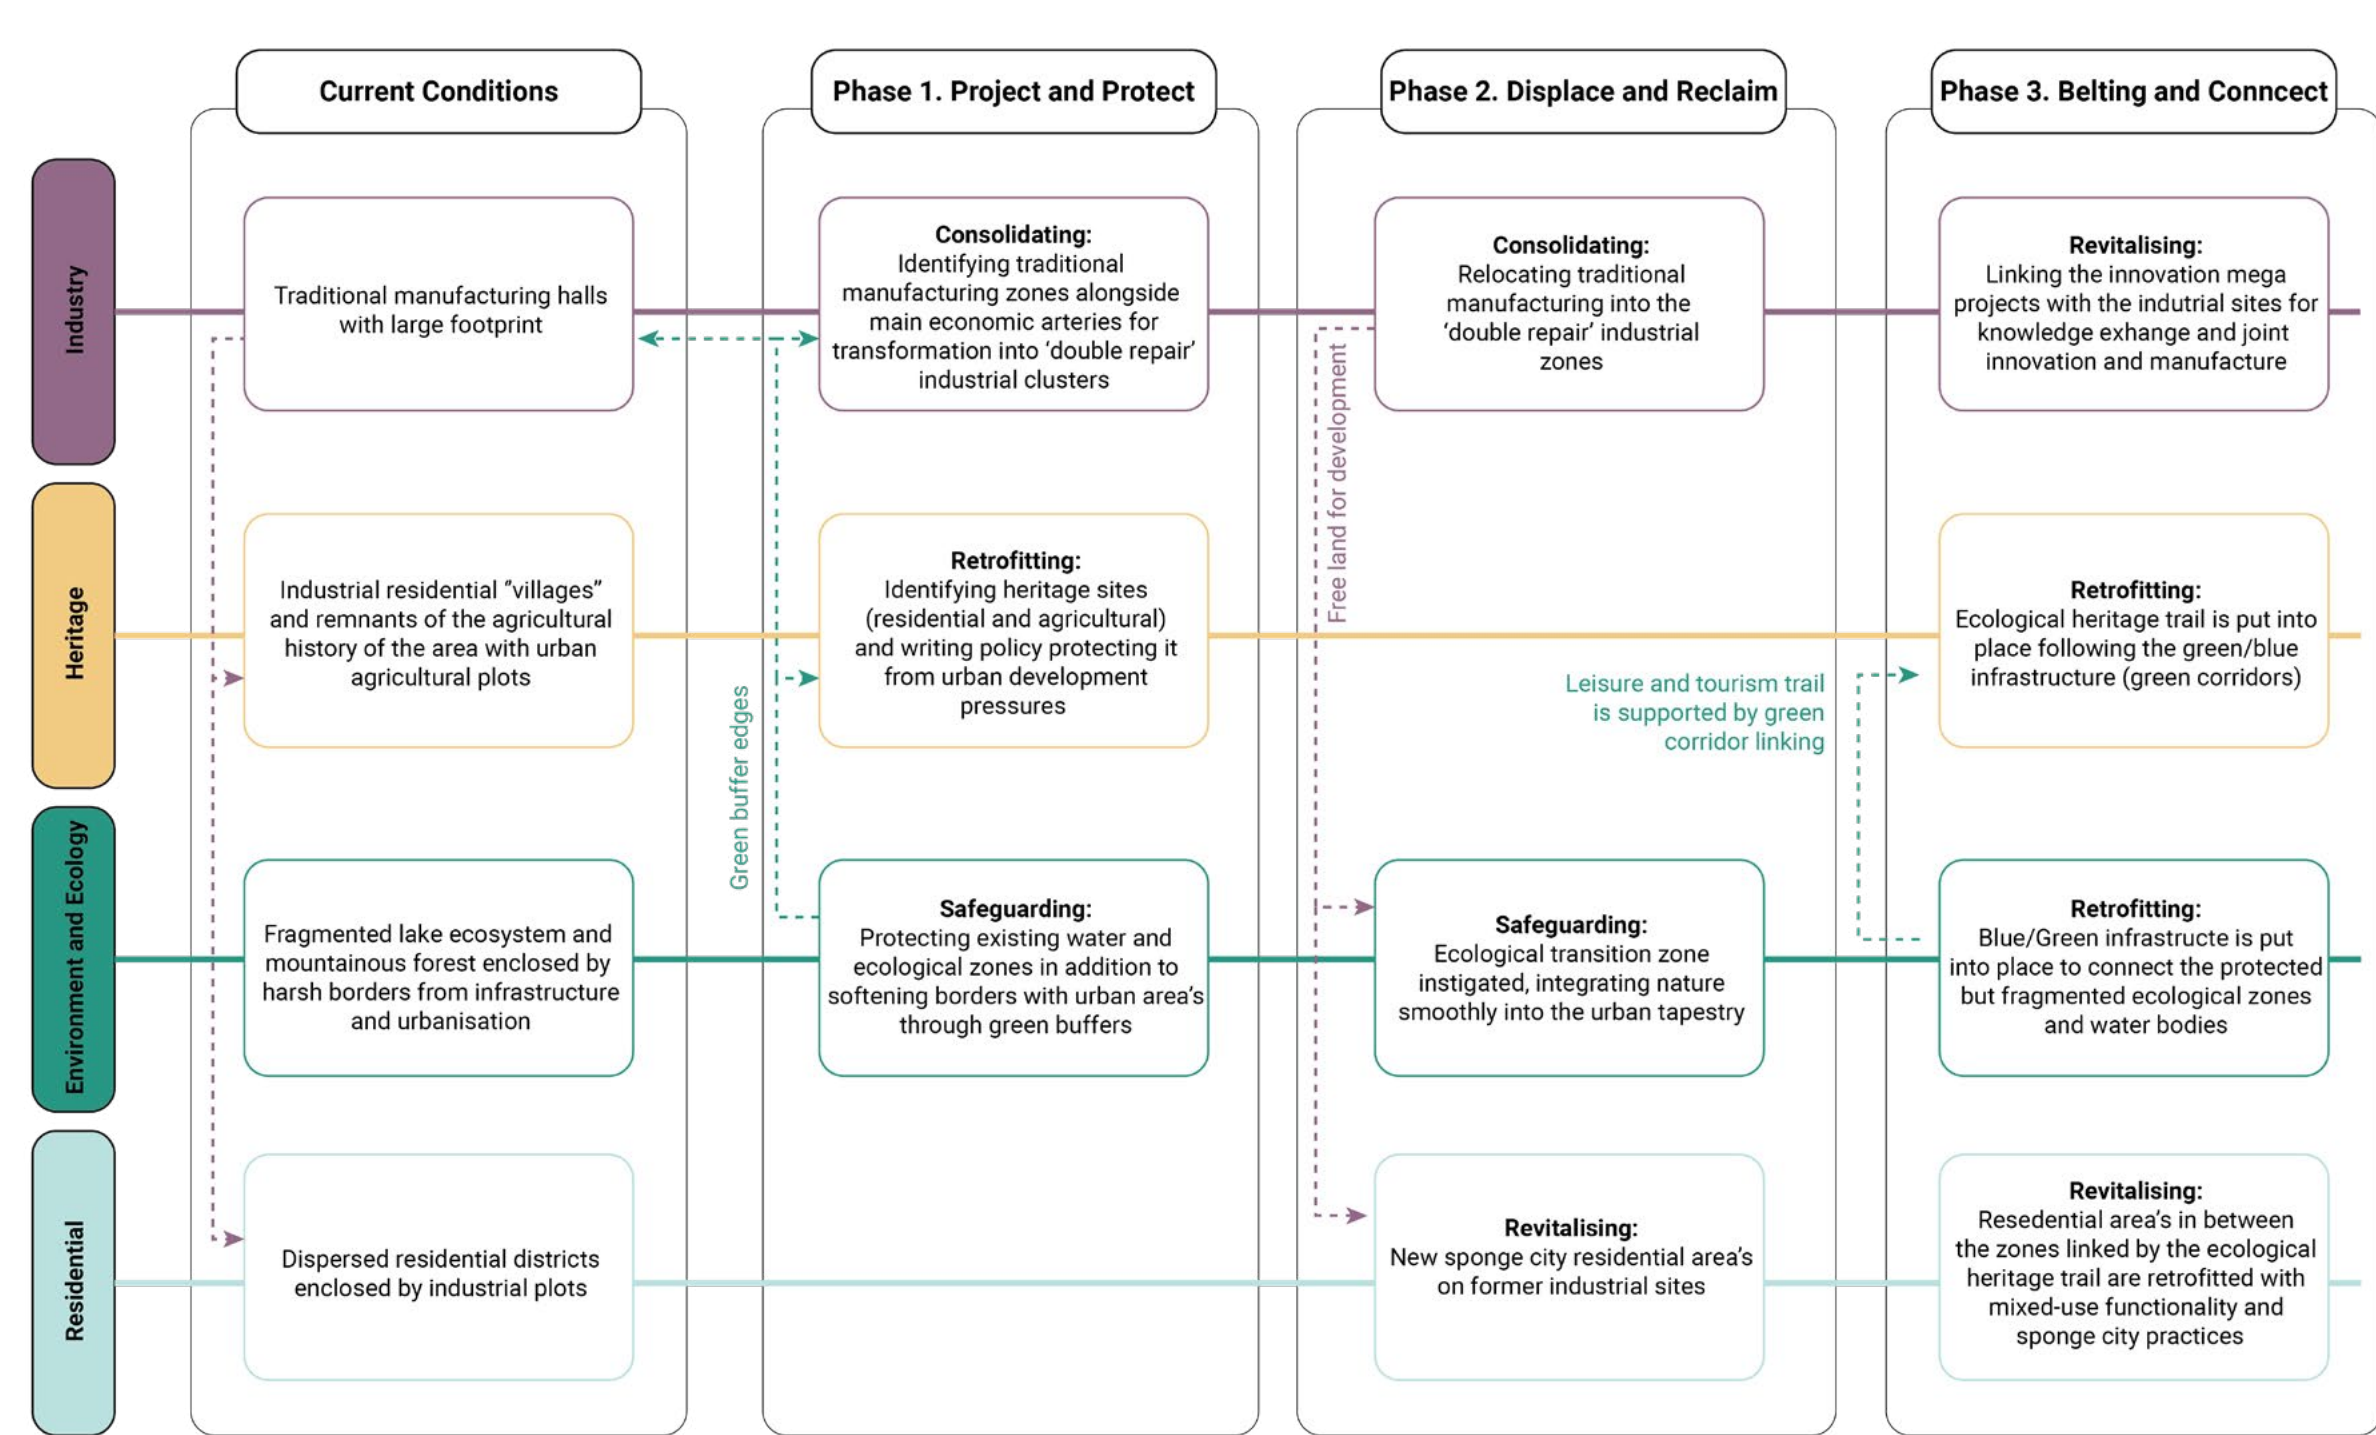 Current Conditions
Phase 1. Project and Protect
Phase 2. Displace and Reclaim
Phase 3. Belting and Conncect
Industry
Traditional manufacturing halls
with large footprint
Consolidating:
Identifying traditional
manufacturing zones alongside
main economic arteries for
transformation into ‘double repair’
industrial clusters
Consolidating:
Relocating traditional
manufacturing into the
‘double repair’ industrial
zones
Revitalising:
Linking the innovation mega
projects with the indutrial sites for
knowledge exhange and joint
innovation and manufacture
Free land for development
Heritage
Industrial residential “villages”
and remnants of the agricultural
history of the area with urban
agricultural plots
Retrofitting:
Identifying heritage sites
(residential and agricultural)
and writing policy protecting it
from urban development
pressures
Leisure and tourism trail
is supported by green
corridor linking
Retrofitting:
Ecological heritage trail is put into
place following the green/blue
infrastructure (green corridors)
Green buffer edges
Environment and Ecology
Fragmented lake ecosystem and
mountainous forest enclosed by
harsh borders from infrastructure
and urbanisation
Safeguarding:
Protecting existing water and
ecological zones in addition to
softening borders with urban area’s
through green buffers
Safeguarding:
Ecological transition zone
instigated, integrating nature
smoothly into the urban tapestry
Retrofitting:
Blue/Green infrastructe is put
into place to connect the protected
but fragmented ecological zones
and water bodies
Residential
Dispersed residential districts
enclosed by industrial plots
Revitalising:
New sponge city residential area’s
on former industrial sites
Revitalising:
Resedential area’s in between
the zones linked by the ecological
heritage trail are retrofitted with
mixed-use functionality and
sponge city practices